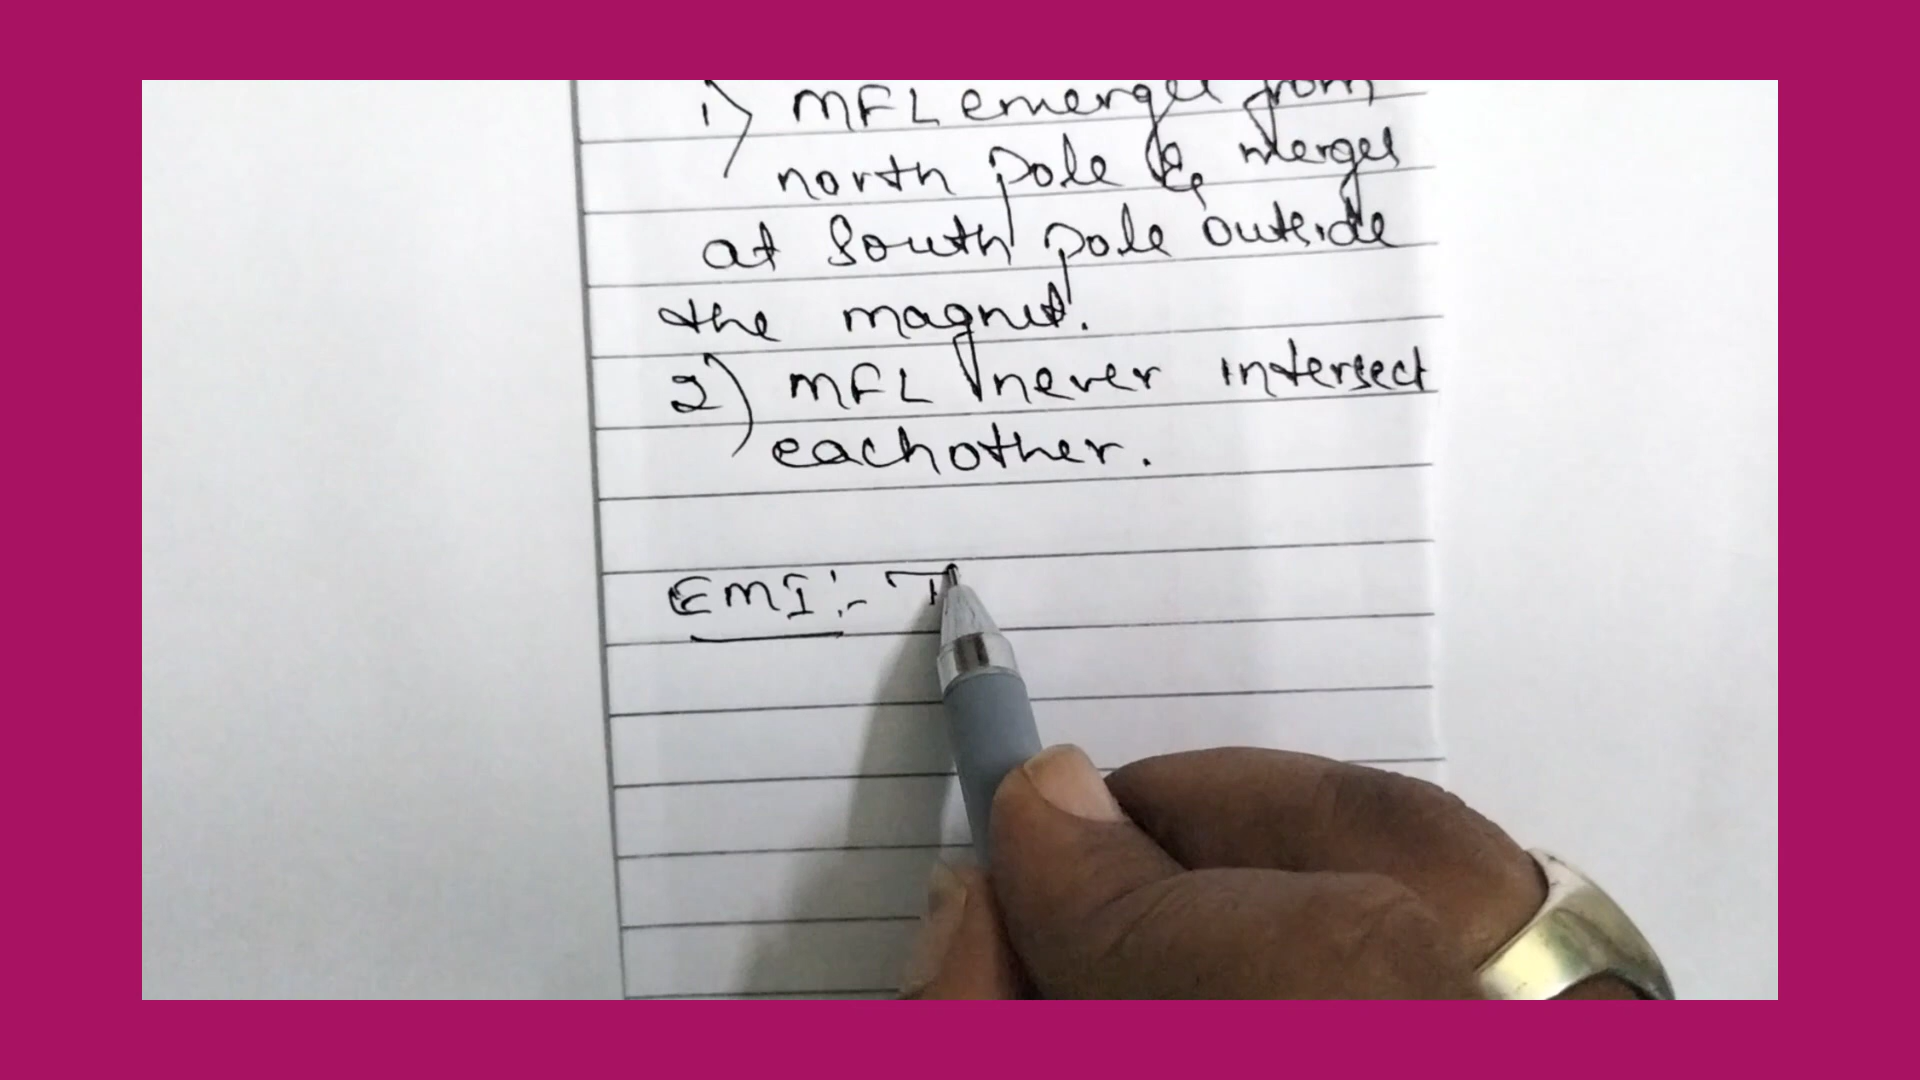 1) MFL emerges from
north pole & merges
at South pole outside
the magnet.
2) MFL never intersect
eachother.
EMI:- T